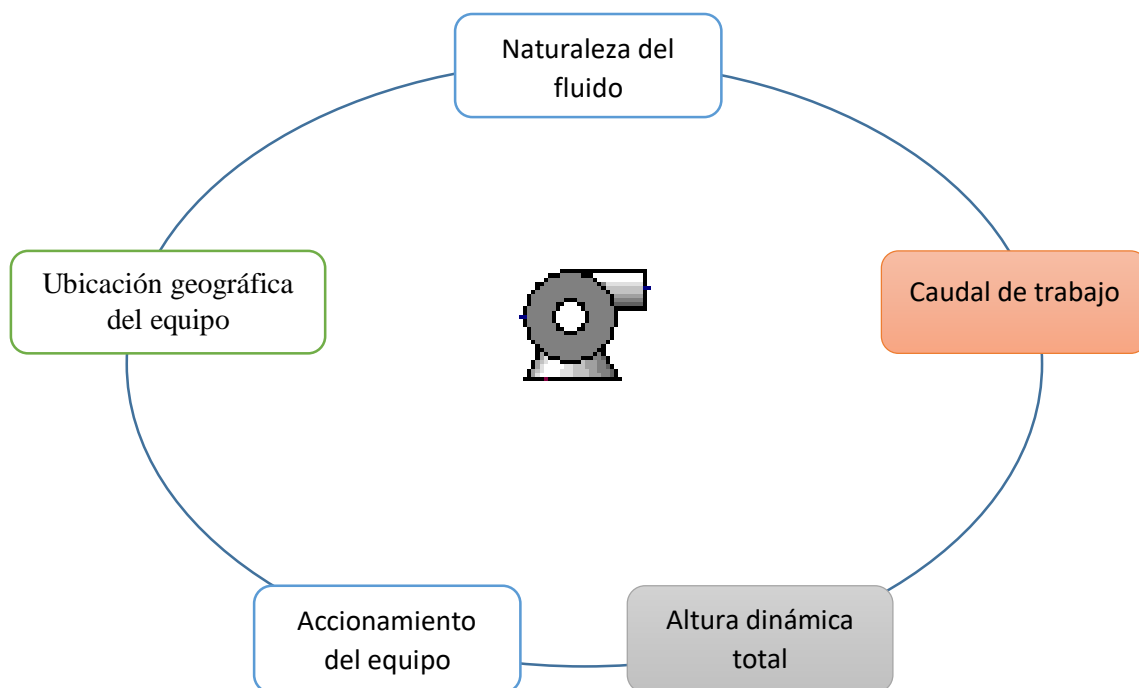 Naturaleza del
fluido
Ubicación geográfica
del equipo
Caudal de trabajo
Accionamiento
del equipo
Altura dinámica
total